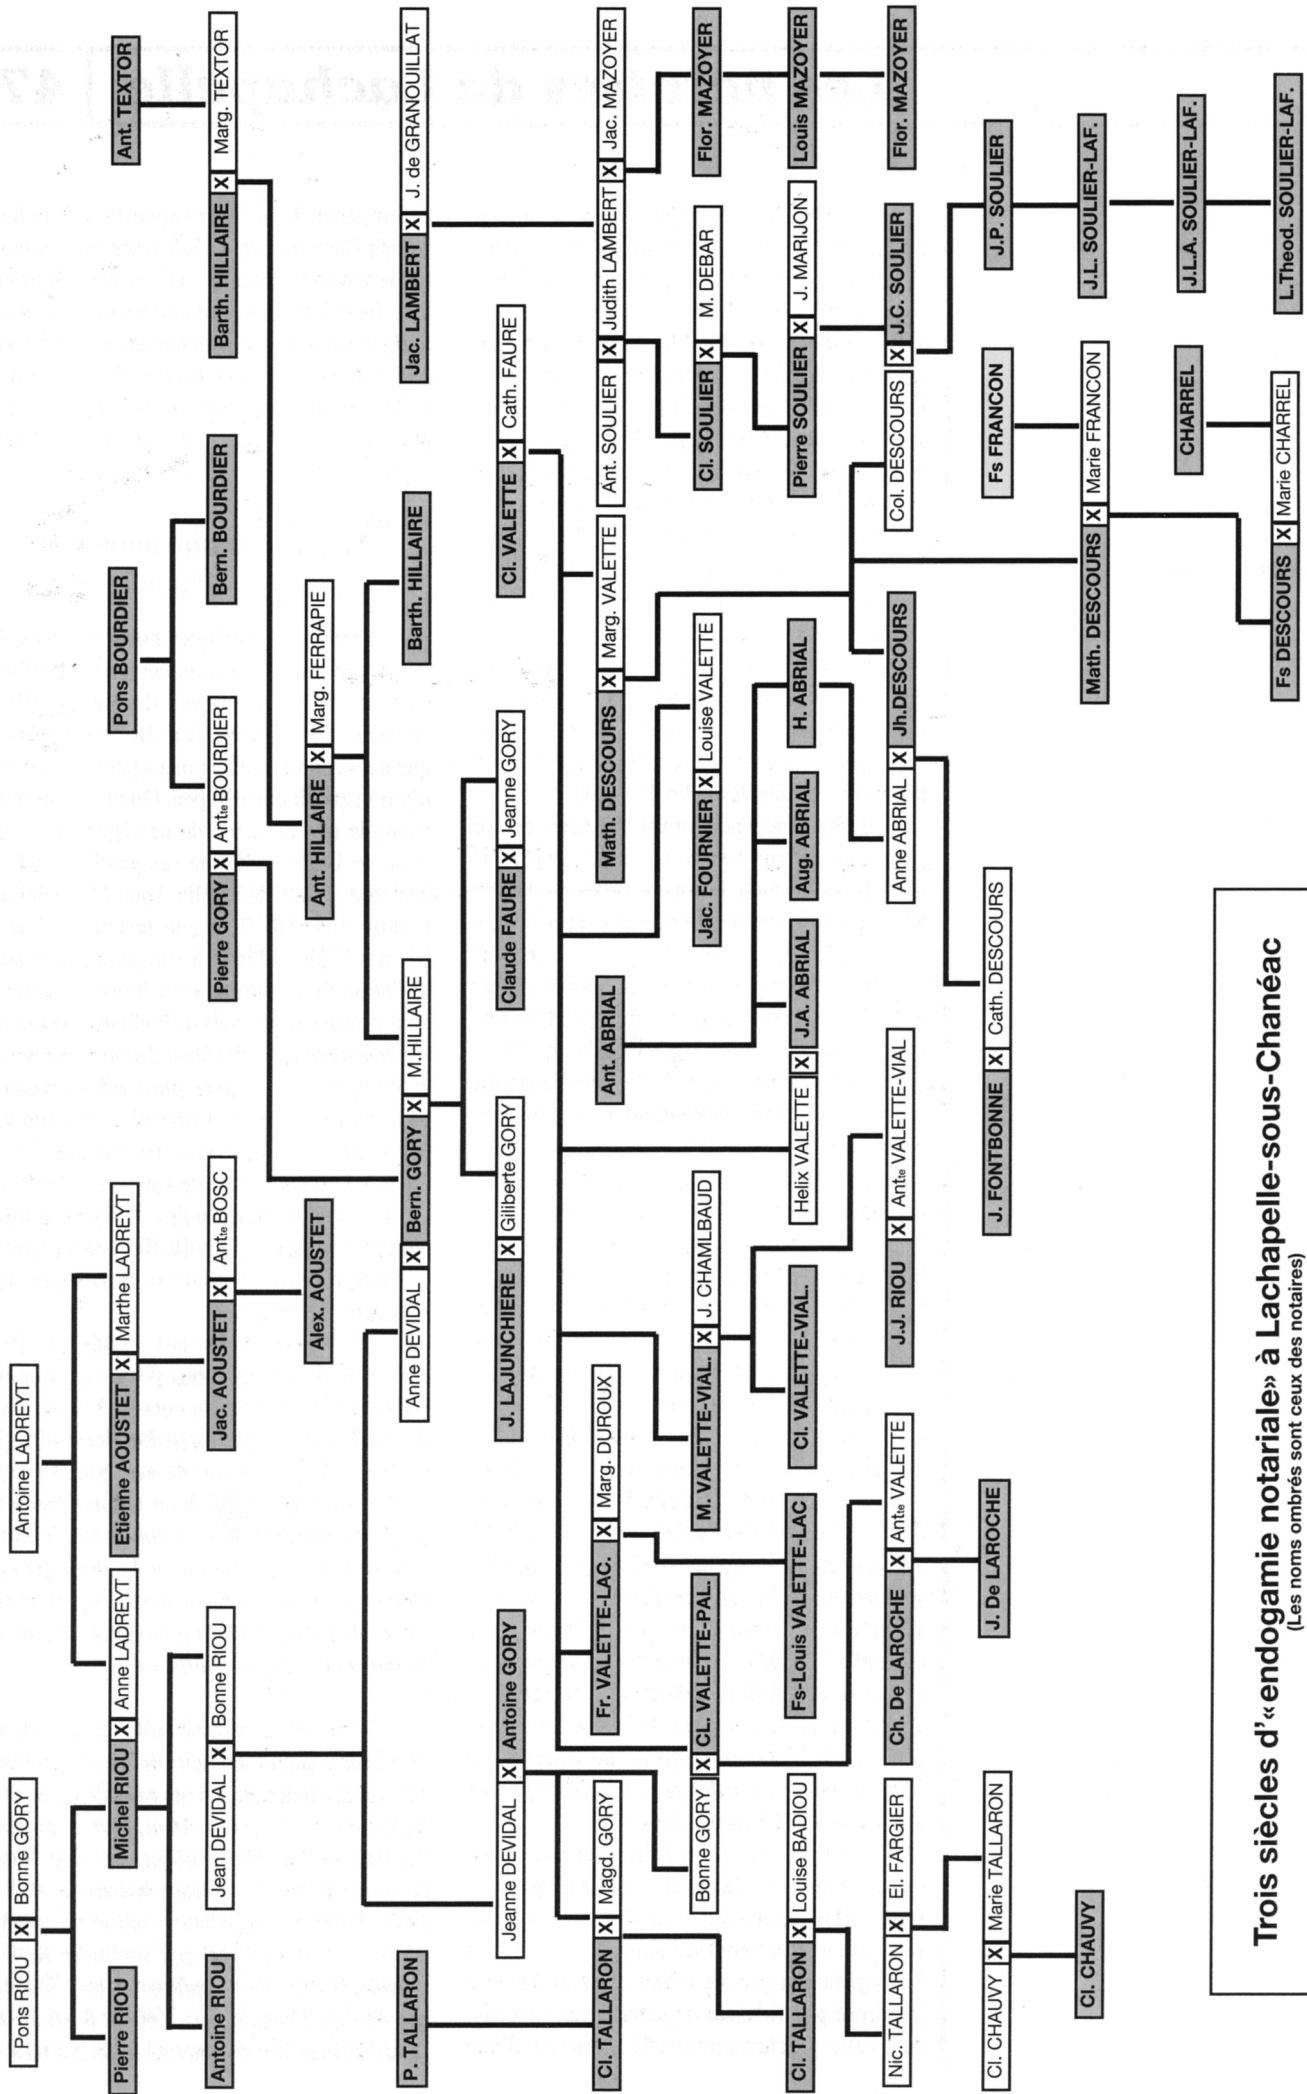 Pons RIOU X Bonne GORY
Antoine LADREYT
Pierre RIOU
Michel RIOU X Anne LADREYT
Etienne AOUSTET X Marthe LADREYT
Pons BOURDIER
Ant. TEXTOR
Antoine RIOU
Jean DEVIDAL X Bonne RIOU
Jac. AOUSTET X Antte BOSC
Pierre GORY X Antte BOURDIER
Bern. BOURDIER
Barth. HILLAIRE X Marg. TEXTOR
Alex. AOUSTET
Ant. HILLAIRE X Marg. FERRAPIE
P. TALLARON
Anne DEVIDAL X Bern. GORY X M.HILLAIRE
Barth. HILLAIRE
Jac. LAMBERT X J. de GRANOUILLAT
Jeanne DEVIDAL X Antoine GORY
J. LAJUNCHIERE X Giliberte GORY
Claude FAURE X Jeanne GORY
Cl. VALETTE X Cath. FAURE
Cl. TALLARON X Magd. GORY
Fr. VALETTE-LAC. X Marg. DUROUX
Ant. ABRIAL
Math. DESCOURS X Marg. VALETTE
Ant. SOULIER X Judith LAMBERT X Jac. MAZOYER
Bonne GORY X CL. VALETTE-PAL.
M. VALETTE-VIAL. X J. CHAMLBAUD
Jac. FOURNIER X Louise VALETTE
Cl. SOULIER X M. DEBAR
Flor. MAZOYER
Cl. TALLARON X Louise BADIOU
Fs-Louis VALETTE-LAC
Cl. VALETTE-VIAL.
Helix VALETTE X J.A. ABRIAL
Aug. ABRIAL
H. ABRIAL
Pierre SOULIER X J. MARIJON
Louis MAZOYER
Nic. TALLARON X El. FARGIER
Ch. De LAROCHE X Antte VALETTE
J.J. RIOU X Antte VALETTE-VIAL
Anne ABRIAL X Jh.DESCOURS
Col. DESCOURS X J.C. SOULIER
Flor. MAZOYER
Cl. CHAUVY X Marie TALLARON
J. De LAROCHE
J. FONTBONNE X Cath. DESCOURS
Fs FRANCON
J.P. SOULIER
Cl. CHAUVY
Math. DESCOURS X Marie FRANCON
J.L. SOULIER-LAF.
CHARREL
J.L.A. SOULIER-LAF.
Fs DESCOURS X Marie CHARREL
L.Theod. SOULIER-LAF.
Trois siècles d'«endogamie notariale» à Lachapelle-sous-Chanéac
(Les noms ombrés sont ceux des notaires)